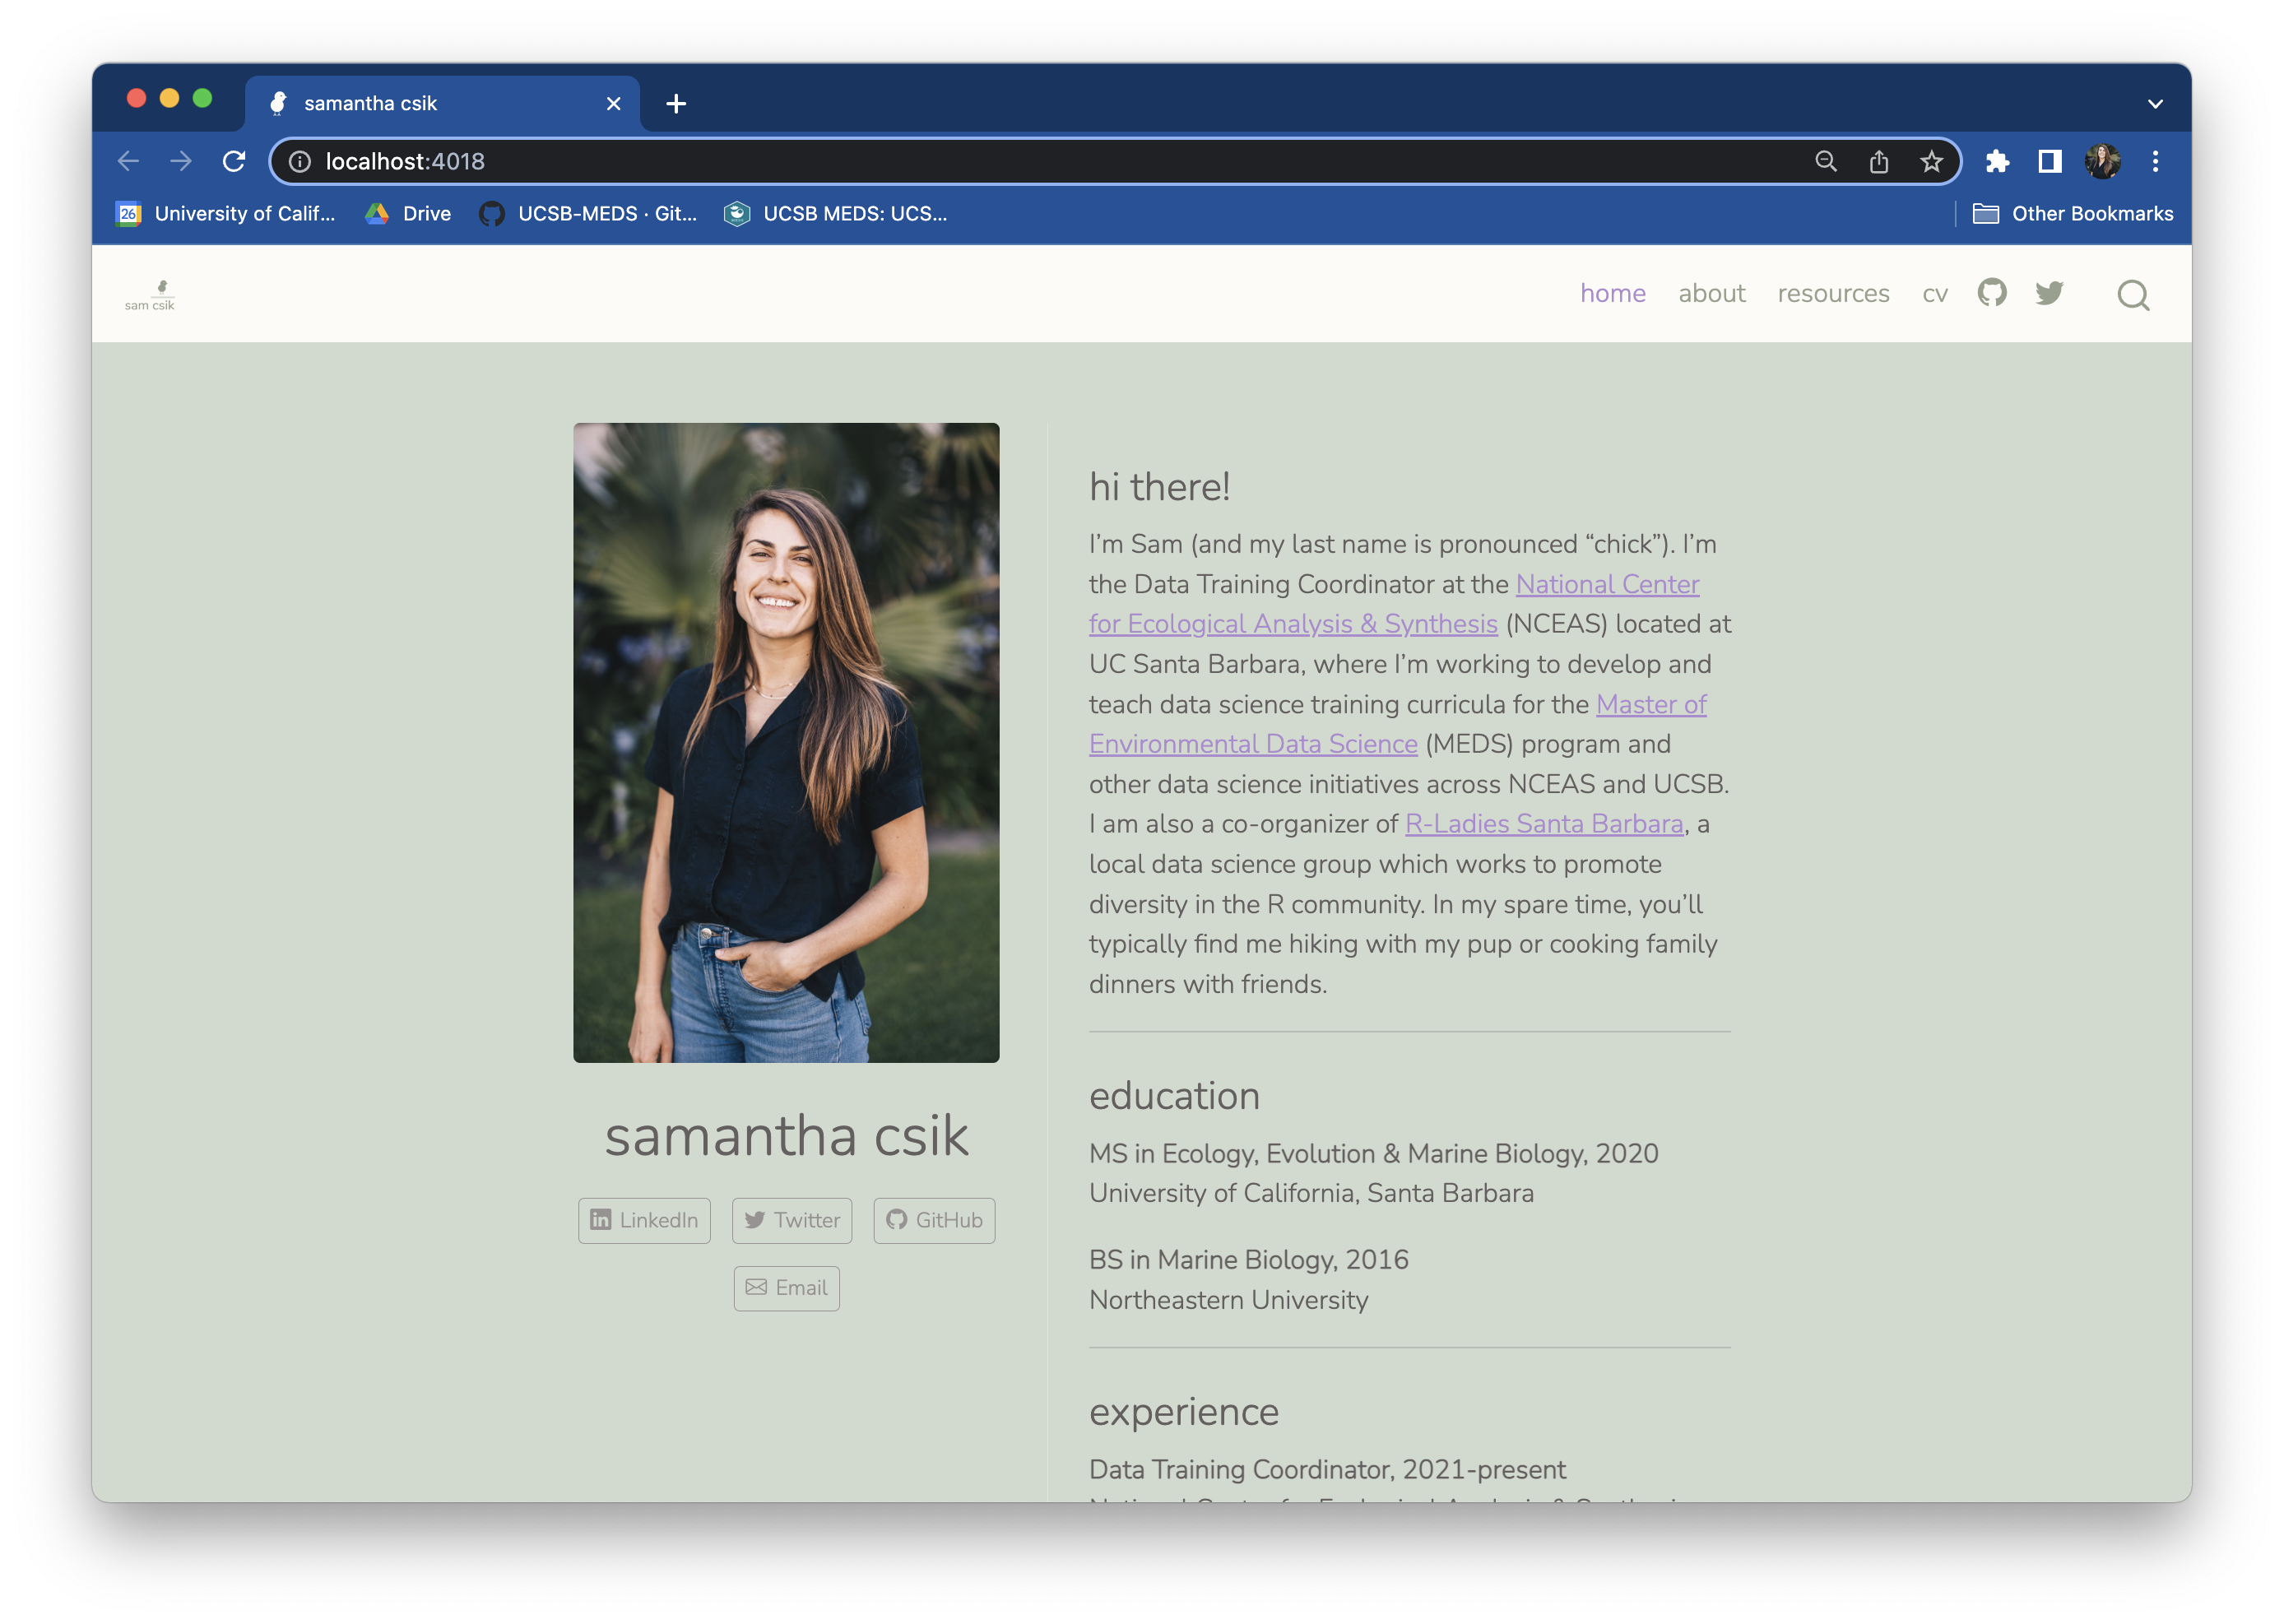 samantha csik
localhost:4018
26
University of Calif...
Drive
UCSB-MEDS · Git...
UCSB MEDS: UCS...
Other Bookmarks
sam csik
home
about
resources
cv
hi there!
I’m Sam (and my last name is pronounced “chick”). I’m
the Data Training Coordinator at the National Center
for Ecological Analysis & Synthesis (NCEAS) located at
UC Santa Barbara, where I’m working to develop and
teach data science training curricula for the Master of
Environmental Data Science (MEDS) program and
other data science initiatives across NCEAS and UCSB.
I am also a co-organizer of R-Ladies Santa Barbara, a
local data science group which works to promote
diversity in the R community. In my spare time, you’ll
typically find me hiking with my pup or cooking family
dinners with friends.
samantha csik
LinkedIn
Twitter
GitHub
Email
education
MS in Ecology, Evolution & Marine Biology, 2020
University of California, Santa Barbara
BS in Marine Biology, 2016
Northeastern University
experience
Data Training Coordinator, 2021-present